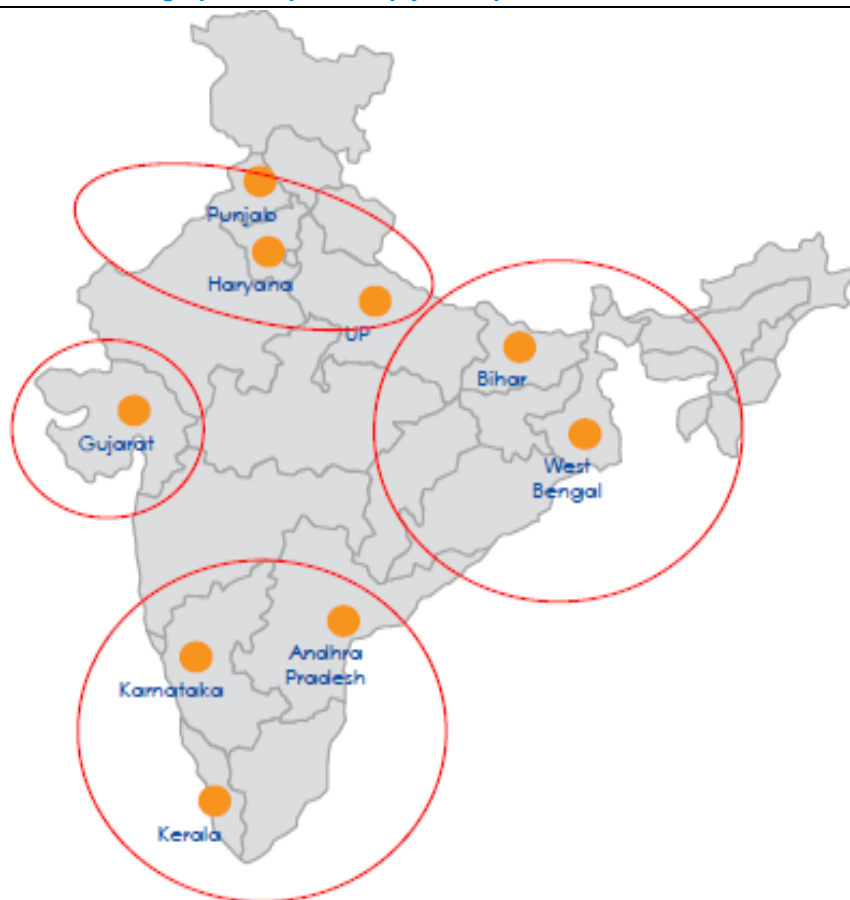 Punjab
Haryana
UP
Bihar
Gujarat
West
Bengal
Andhra
Pradesh
Karnataka
Kerala